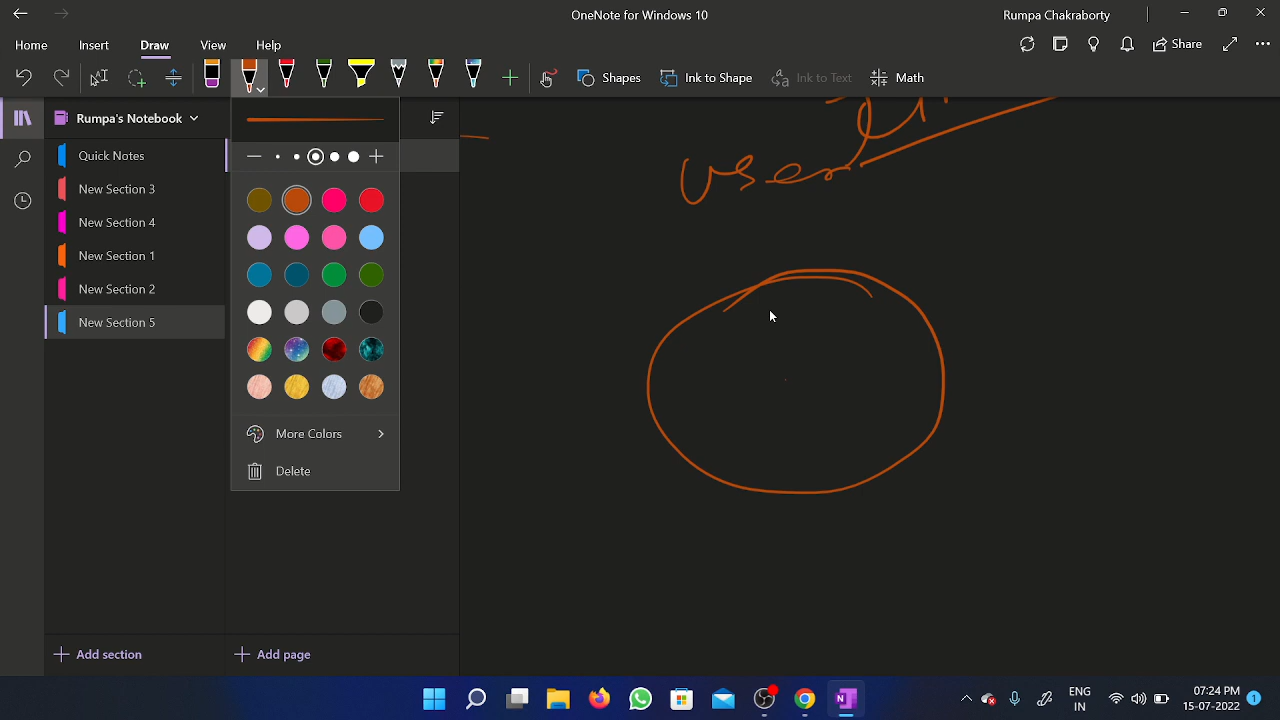 OneNote for Windows 10
Rumpa Chakraborty
Home
Insert
Draw
View
Help
Share
Shapes
Ink to Shape
Ink to Text
Math
Rumpa's Notebook
Quick Notes
New Section 3
New Section 4
New Section 1
New Section 2
New Section 5
More Colors
Delete
User
Add section
Add page
ENG
IN
07:24 PM
15-07-2022
1